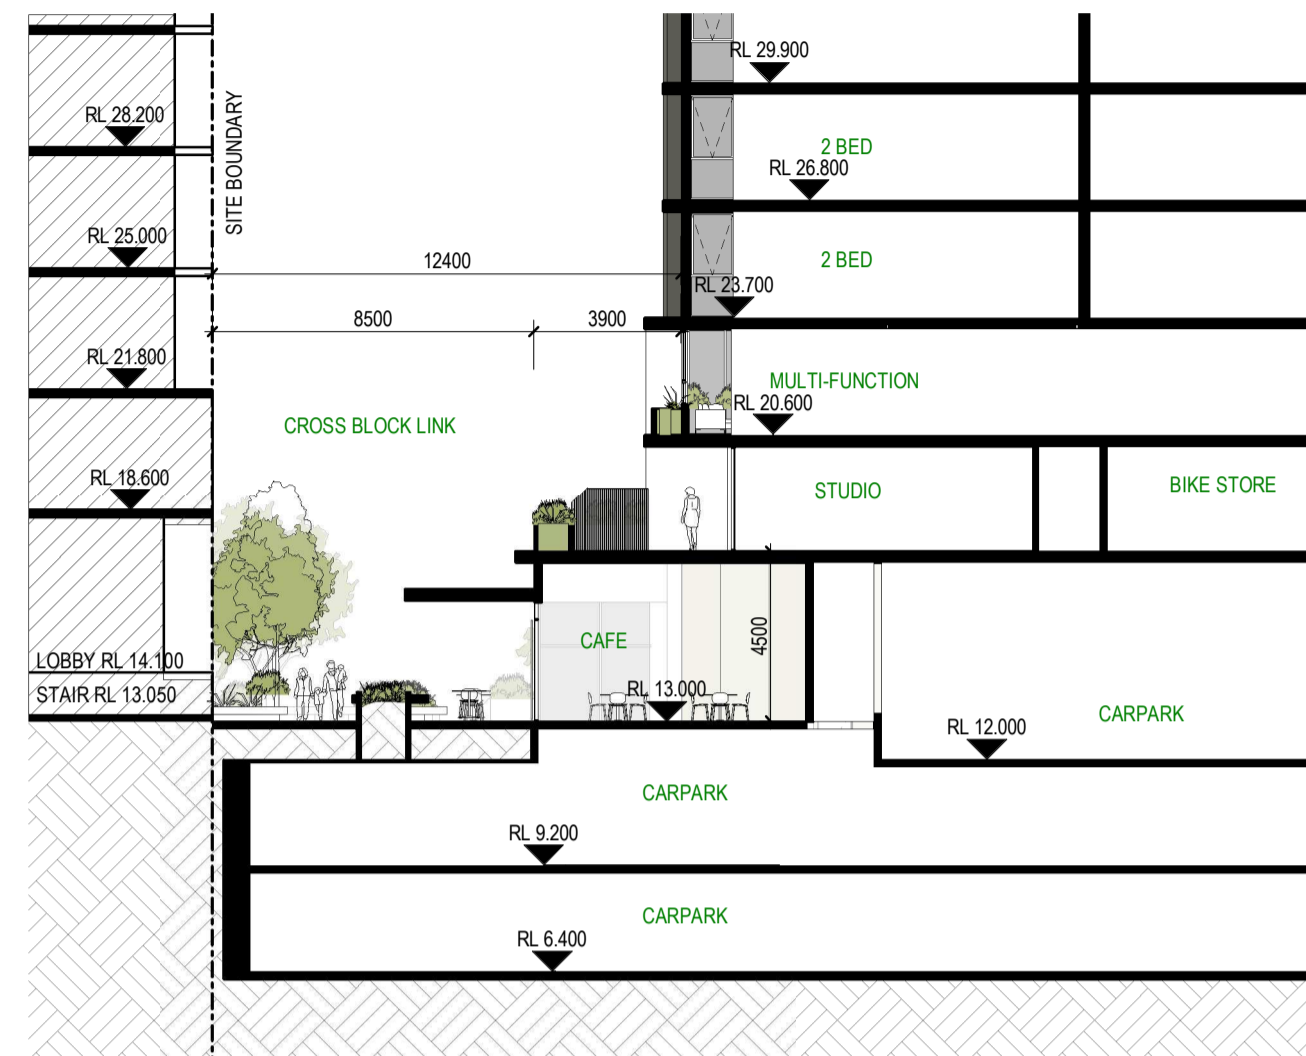 RL 29.900
RL 28.200
SITE BOUNDARY
2 BED
RL 26.800
RL 25.000
12400
2 BED
RL 23.700
8500
3900
RL 21.800
MULTI-FUNCTION
RL 20.600
CROSS BLOCK LINK
RL 18.600
STUDIO
BIKE STORE
CAFE
4500
LOBBY RL 14.100
STAIR RL 13.050
RL 13.000
CARPARK
RL 12.000
CARPARK
RL 9.200
CARPARK
RL 6.400